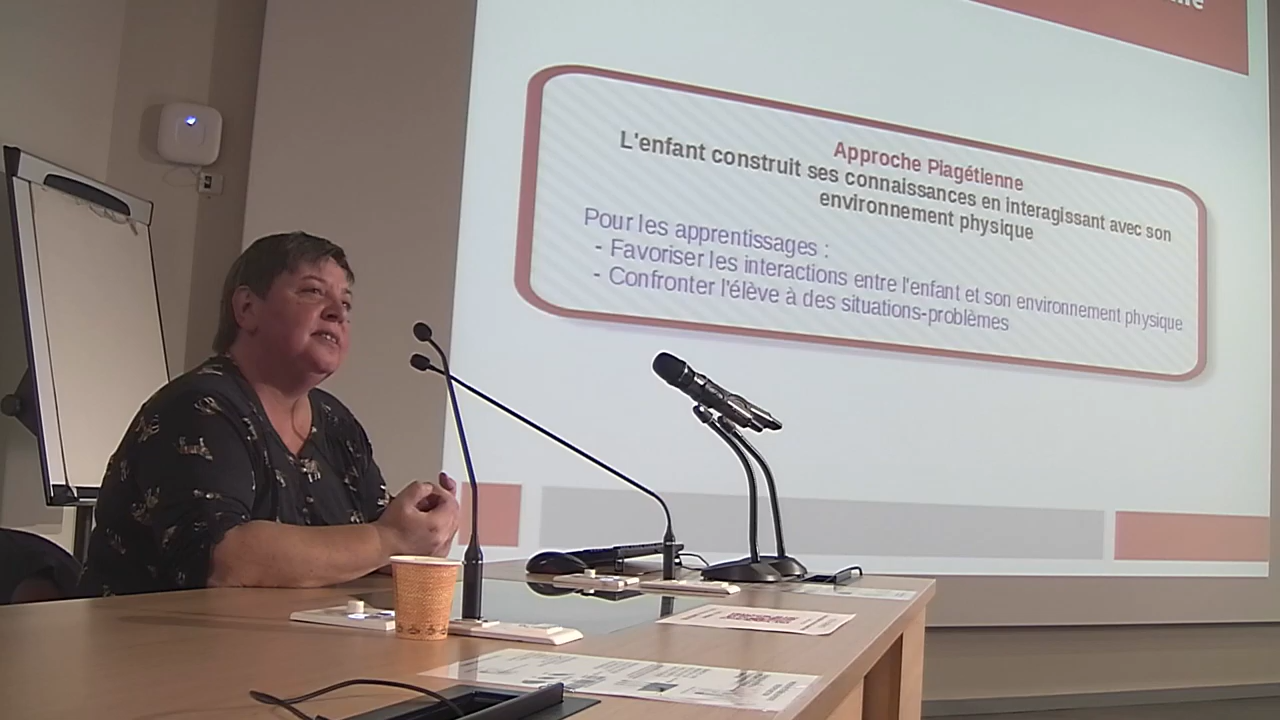 Approche Piagétienne
L'enfant construit ses connaissances en interagissant avec son
environnement physique
Pour les apprentissages :
- Favoriser les interactions entre l'enfant et son environnement physique
- Confronter l'élève à des situations-problèmes